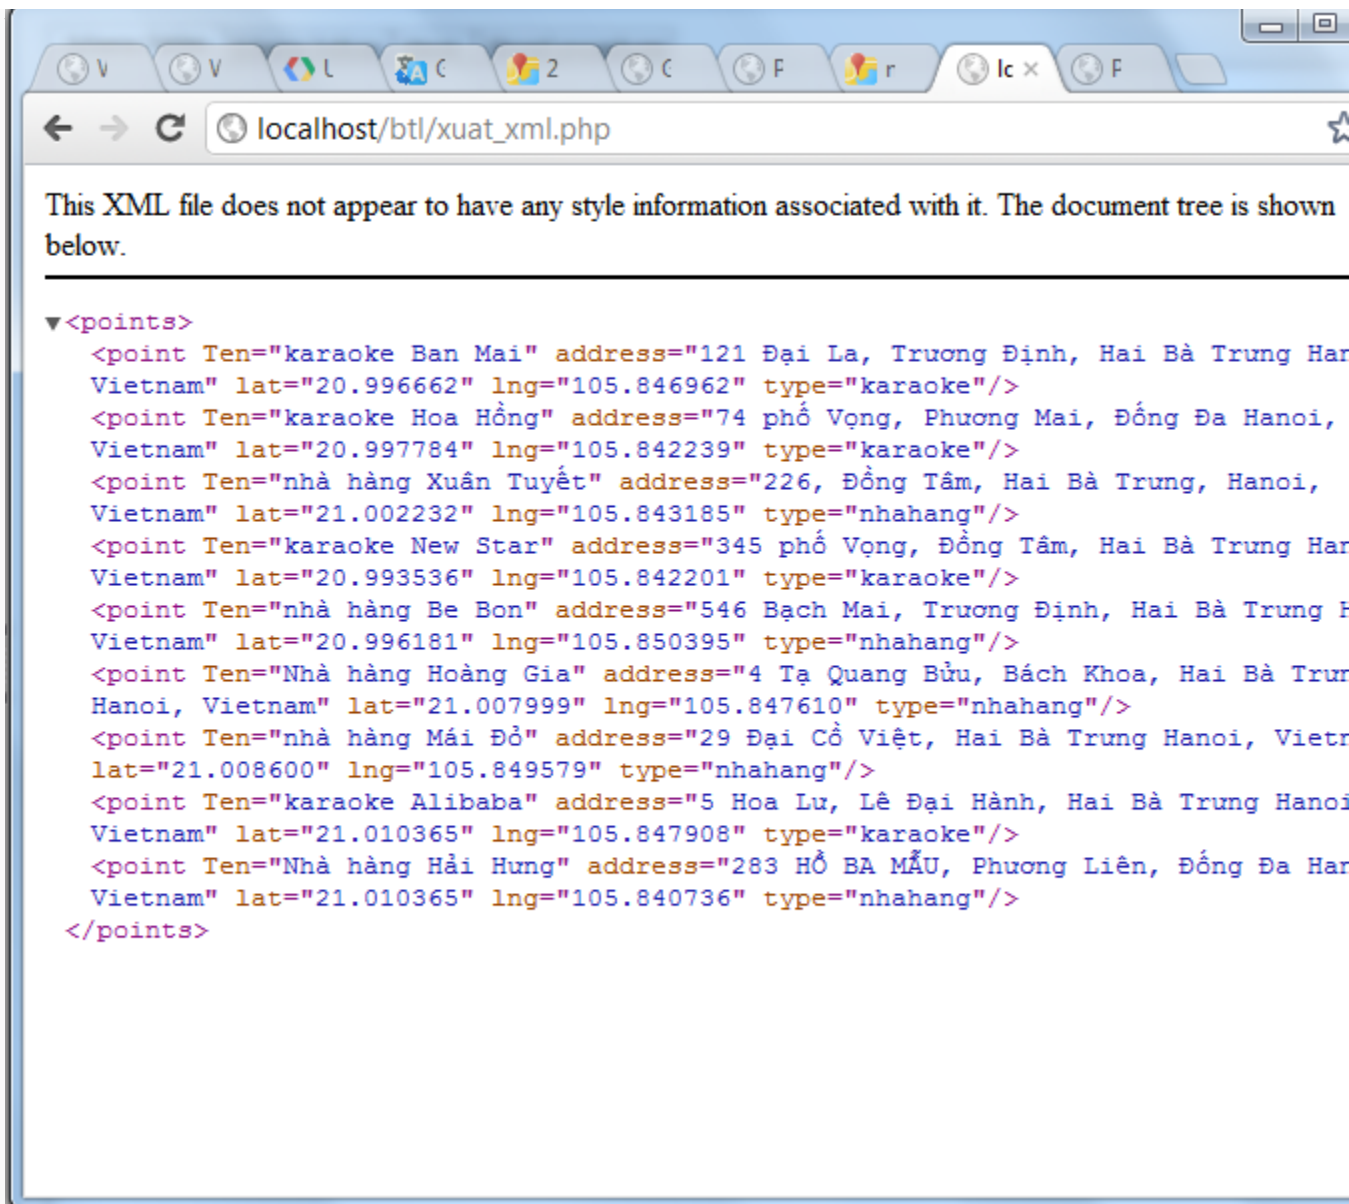 V V L C 2 C F r lc F
localhost/btl/xuat_xml.php
This XML file does not appear to have any style information associated with it. The document tree is shown
below.
▼<points>
<point Ten="karaoke Ban Mai" address="121 Đại La, Trương Định, Hai Bà Trưng Han
Vietnam" lat="20.996662" lng="105.846962" type="karaoke"/>
<point Ten="karaoke Hoa Hồng" address="74 phố Vọng, Phương Mai, Đống Đa Hanoi,
Vietnam" lat="20.997784" lng="105.842239" type="karaoke"/>
<point Ten="nhà hàng Xuân Tuyết" address="226, Đồng Tâm, Hai Bà Trưng, Hanoi,
Vietnam" lat="21.002232" lng="105.843185" type="nhahang"/>
<point Ten="karaoke New Star" address="345 phố Vọng, Đồng Tâm, Hai Bà Trưng Han
Vietnam" lat="20.993536" lng="105.842201" type="karaoke"/>
<point Ten="nhà hàng Be Bon" address="546 Bạch Mai, Trương Định, Hai Bà Trưng H
Vietnam" lat="20.996181" lng="105.850395" type="nhahang"/>
<point Ten="Nhà hàng Hoàng Gia" address="4 Tạ Quang Bửu, Bách Khoa, Hai Bà Trưn
Hanoi, Vietnam" lat="21.007999" lng="105.847610" type="nhahang"/>
<point Ten="nhà hàng Mái Đỏ" address="29 Đại Cồ Việt, Hai Bà Trưng Hanoi, Vietn
lat="21.008600" lng="105.849579" type="nhahang"/>
<point Ten="karaoke Alibaba" address="5 Hoa Lư, Lê Đại Hành, Hai Bà Trưng Hanoi
Vietnam" lat="21.010365" lng="105.847908" type="karaoke"/>
<point Ten="Nhà hàng Hải Hưng" address="283 HỒ BA MẪU, Phương Liên, Đống Đa Han
Vietnam" lat="21.010365" lng="105.840736" type="nhahang"/>
</points>